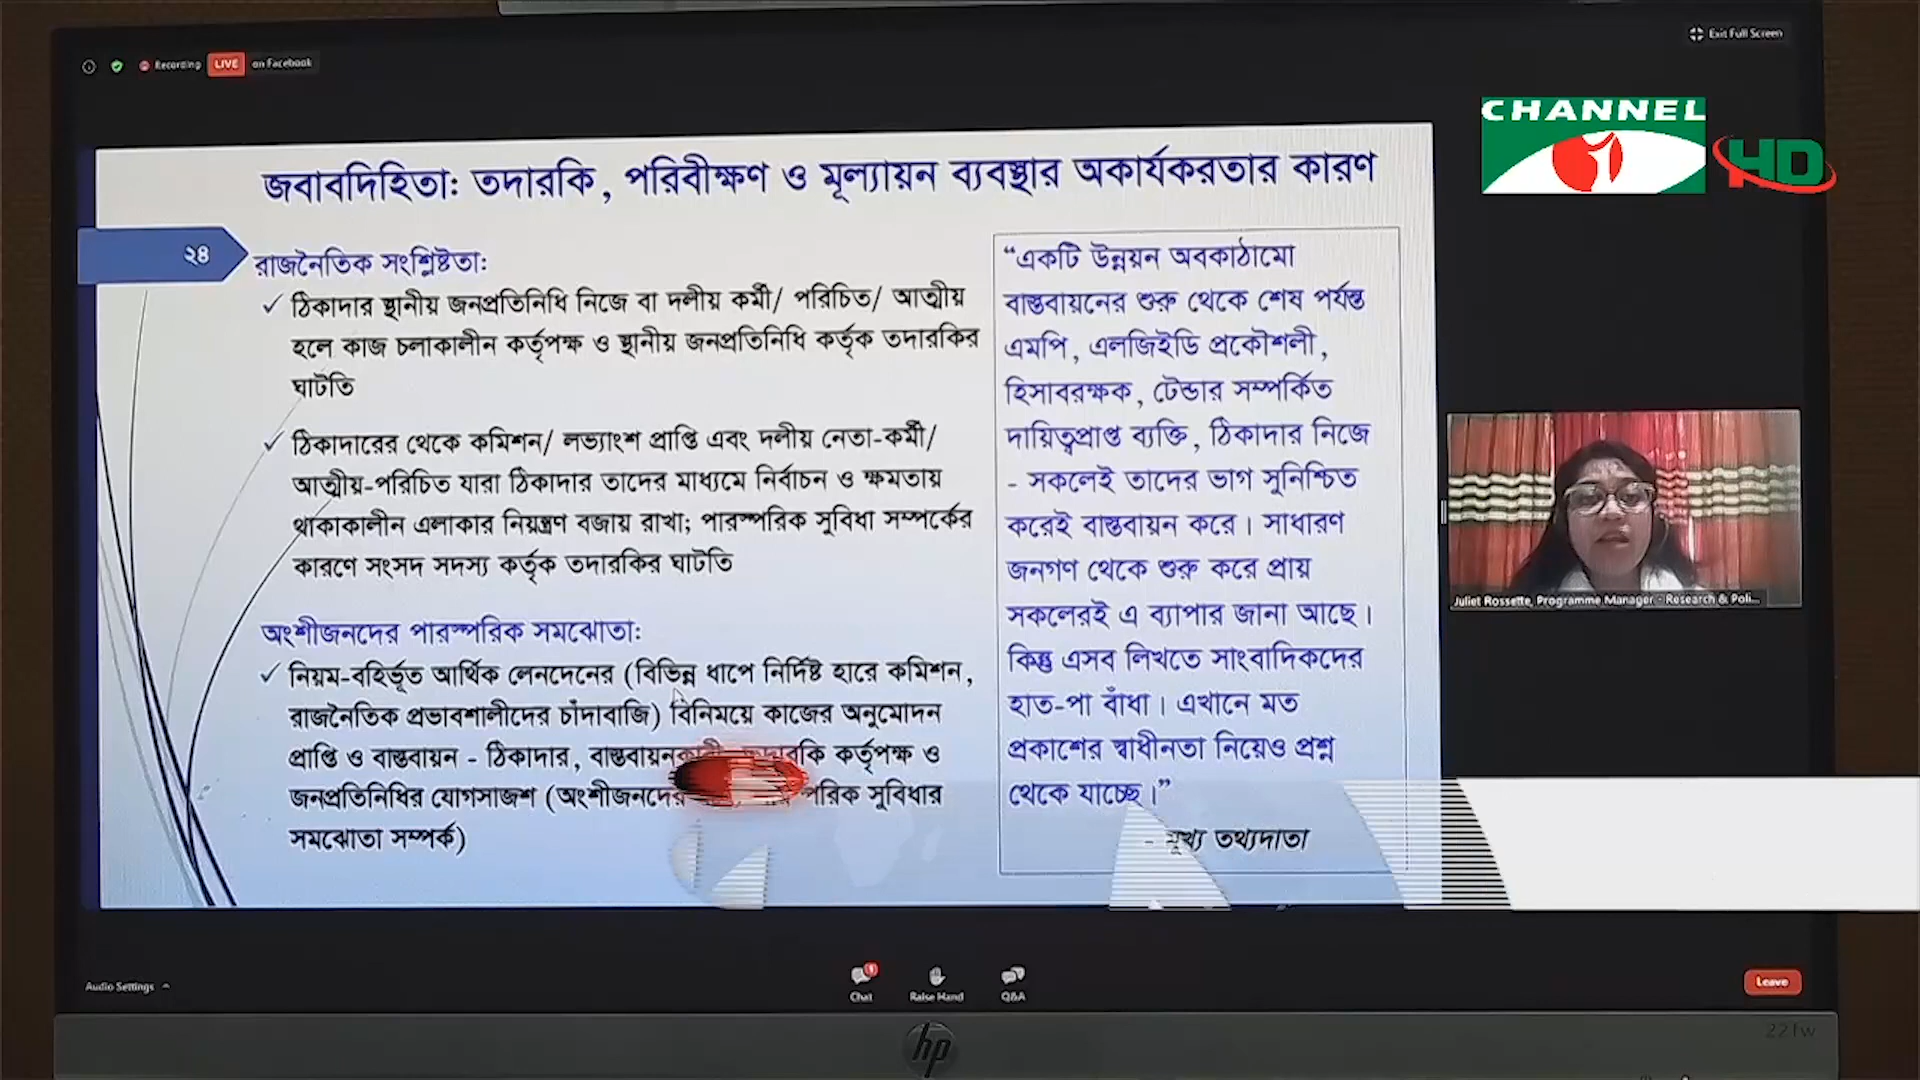 Exit Full Screen
Recording LIVE on Facebook
CHANNEL
HD
জবাবদিহিতা: তদারকি, পরিবীক্ষণ ও মূল্যায়ন ব্যবস্থার অকার্যকরতার কারণ
২৪
রাজনৈতিক সংশ্লিষ্টতা:
✓ ঠিকাদার স্থানীয় জনপ্রতিনিধি নিজে বা দলীয় কর্মী/ পরিচিত/ আত্মীয়
হলে কাজ চলাকালীন কর্তৃপক্ষ ও স্থানীয় জনপ্রতিনিধি কর্তৃক তদারকির
ঘাটতি
✓ ঠিকাদারের থেকে কমিশন/ লভ্যাংশ প্রাপ্তি এবং দলীয় নেতা-কর্মী/
আত্মীয়-পরিচিত যারা ঠিকাদার তাদের মাধ্যমে নির্বাচন ও ক্ষমতায়
থাকাকালীন এলাকার নিয়ন্ত্রণ বজায় রাখা; পারস্পরিক সুবিধা সম্পর্কের
কারণে সংসদ সদস্য কর্তৃক তদারকির ঘাটতি
অংশীজনদের পারস্পরিক সমঝোতা:
✓ নিয়ম-বহির্ভূত আর্থিক লেনদেনের (বিভিন্ন ধাপে নির্দিষ্ট হারে কমিশন,
রাজনৈতিক প্রভাবশালীদের চাঁদাবাজি) বিনিময়ে কাজের অনুমোদন
প্রাপ্তি ও বাস্তবায়ন - ঠিকাদার, কর্তৃপক্ষ ও
জনপ্রতিনিধির যোগসাজশ (অংশীজনদের সুবিধার
সমঝোতা সম্পর্ক)
“একটি উন্নয়ন অবকাঠামো
বাস্তবায়নের শুরু থেকে শেষ পর্যন্ত
এমপি, এলজিইডি প্রকৌশলী,
হিসাবরক্ষক, টেন্ডার সম্পর্কিত
দায়িত্বপ্রাপ্ত ব্যক্তি, ঠিকাদার নিজে
- সকলেই তাদের ভাগ সুনিশ্চিত
করেই বাস্তবায়ন করে। সাধারণ
জনগণ থেকে শুরু করে প্রায়
সকলেরই এ ব্যাপার জানা আছে।
কিন্তু এসব লিখতে সাংবাদিকদের
হাত-পা বাঁধা। এখানে মত
প্রকাশের স্বাধীনতা নিয়েও প্রশ্ন
থেকে যাচ্ছে।”
- মুখ্য তথ্যদাতা
Juliet Rossette, Programme Manager - Research & Poli...
Audio Settings
Chat
Raise Hand
Q&A
Leave
hp